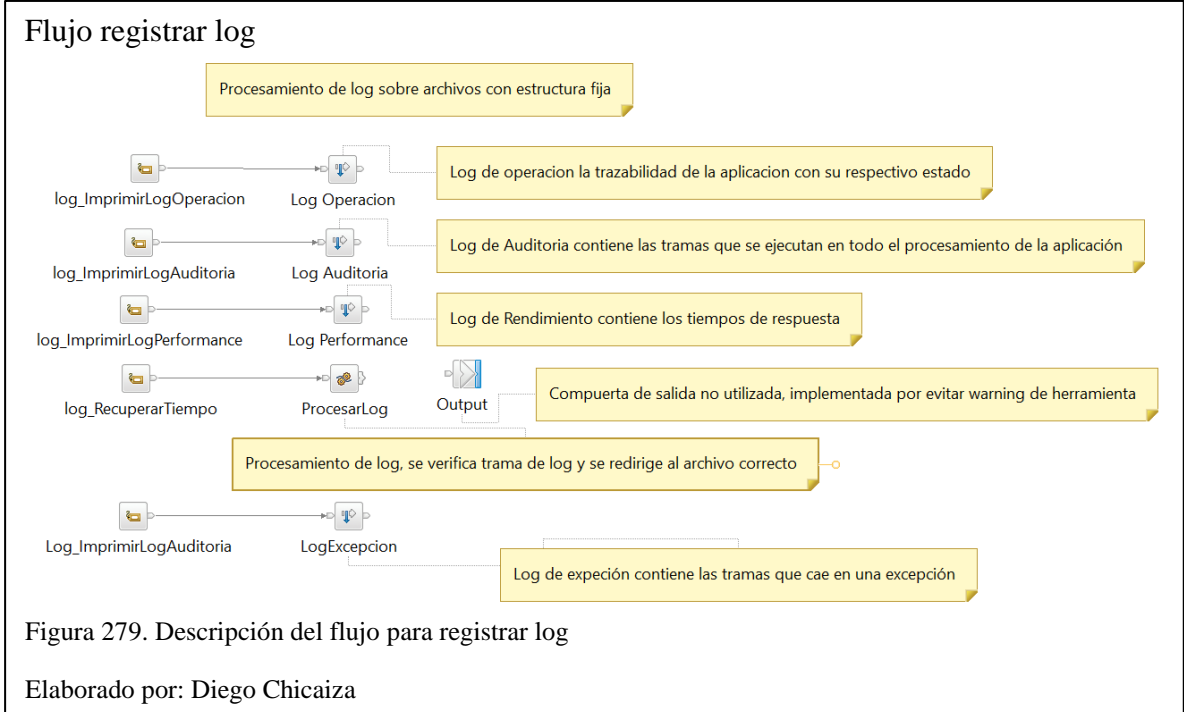 Flujo registrar log
Procesamiento de log sobre archivos con estructura fija
log_ImprimirLogOperacion
Log Operacion
Log de operacion la trazabilidad de la aplicacion con su respectivo estado
log_ImprimirLogAuditoria
Log Auditoria
Log de Auditoria contiene las tramas que se ejecutan en todo el procesamiento de la aplicación
log_ImprimirLogPerformance
Log Performance
Log de Rendimiento contiene los tiempos de respuesta
log_RecuperarTiempo
ProcesarLog
Output
Compuerta de salida no utilizada, implementada por evitar warning de herramienta
Procesamiento de log, se verifica trama de log y se redirige al archivo correcto
Log_ImprimirLogAuditoria
LogExcepcion
Log de expeción contiene las tramas que cae en una excepción
Figura 279. Descripción del flujo para registrar log
Elaborado por: Diego Chicaiza